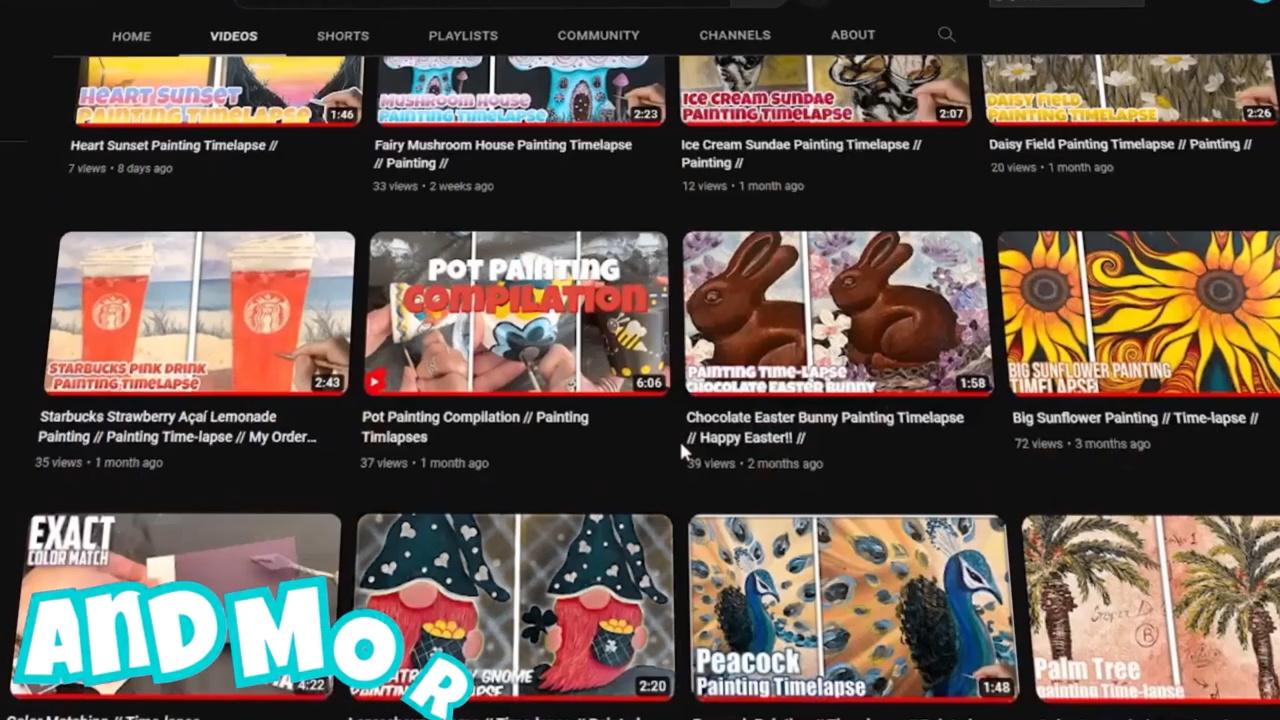 HOME VIDEOS SHORTS PLAYLISTS COMMUNITY CHANNELS ABOUT
HEART SUNSET
PAINTING TIMELAPSE
1:46
MUSHROOM HOUSE
PAINTING TIMELAPSE
2:23
ICE CREAM SUNDAE
PAINTING TIMELAPSE
2:07
DAISY FIELD
PAINTING TIMELAPSE
2:26
Heart Sunset Painting Timelapse //
7 views • 8 days ago
Fairy Mushroom House Painting Timelapse
// Painting //
33 views • 2 weeks ago
Ice Cream Sundae Painting Timelapse //
Painting //
12 views • 1 month ago
Daisy Field Painting Timelapse // Painting //
20 views • 1 month ago
STARBUCKS PINK DRINK
PAINTING TIMELAPSE
2:43
POT PAINTING
COMPILATION
6:06
PAINTING TIME-LAPSE
CHOCOLATE EASTER BUNNY
1:58
BIG SUNFLOWER PAINTING
TIMELAPSE
Starbucks Strawberry Açaí Lemonade
Painting // Painting Time-lapse // My Order...
35 views • 1 month ago
Pot Painting Compilation // Painting
Timlapses
37 views • 1 month ago
Chocolate Easter Bunny Painting Timelapse
// Happy Easter!! //
39 views • 2 months ago
Big Sunflower Painting // Time-lapse //
72 views • 3 months ago
EXACT
COLOR MATCH
4:22
GNOME
2:20
Peacock
Painting Timelapse
1:48
Palm Tree
painting Time-lapse
AND MOR